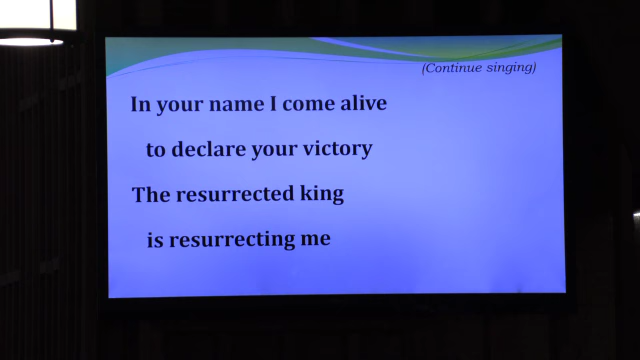 (Continue singing)
In your name I come alive
to declare your victory
The resurrected king
is resurrecting me